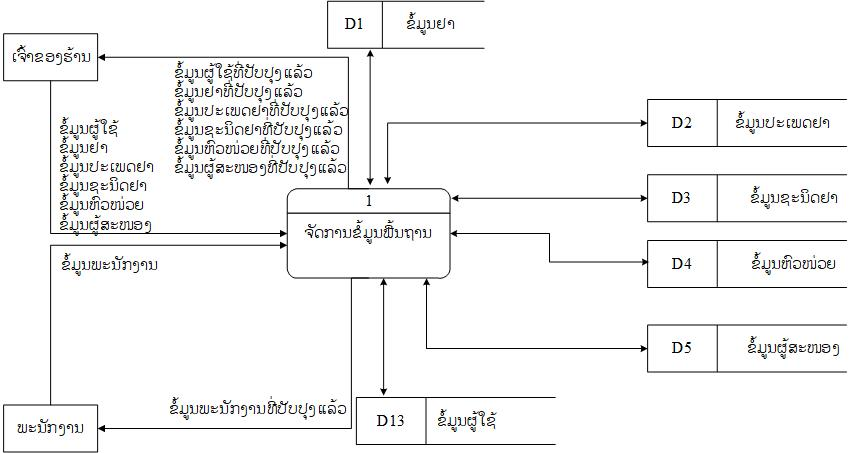 D1 ຂໍ້ມູນຢາ
ເຈົ້າຂອງຮ້ານ
ຂໍ້ມູນຜູ້ໃຊ້ທີ່ປັບປຸງແລ້ວ
ຂໍ້ມູນຢາທີ່ປັບປຸງແລ້ວ
ຂໍ້ມູນປະເພດຢາທີ່ປັບປຸງແລ້ວ
ຂໍ້ມູນຊະນິດຢາທີ່ປັບປຸງແລ້ວ
ຂໍ້ມູນຫົວໜ່ວຍທີ່ປັບປຸງແລ້ວ
ຂໍ້ມູນຜູ້ສະໜອງທີ່ປັບປຸງແລ້ວ
ຂໍ້ມູນຜູ້ໃຊ້
ຂໍ້ມູນຢາ
ຂໍ້ມູນປະເພດຢາ
ຂໍ້ມູນຊະນິດຢາ
ຂໍ້ມູນຫົວໜ່ວຍ
ຂໍ້ມູນຜູ້ສະໜອງ
D2 ຂໍ້ມູນປະເພດຢາ
1
D3 ຂໍ້ມູນຊະນິດຢາ
ຈັດການຂໍ້ມູນພື້ນຖານ
D4 ຂໍ້ມູນຫົວໜ່ວຍ
ຂໍ້ມູນພະນັກງານ
D5 ຂໍ້ມູນຜູ້ສະໜອງ
ຂໍ້ມູນພະນັກງານທີ່ປັບປຸງແລ້ວ
D13 ຂໍ້ມູນຜູ້ໃຊ້
ພະນັກງານ